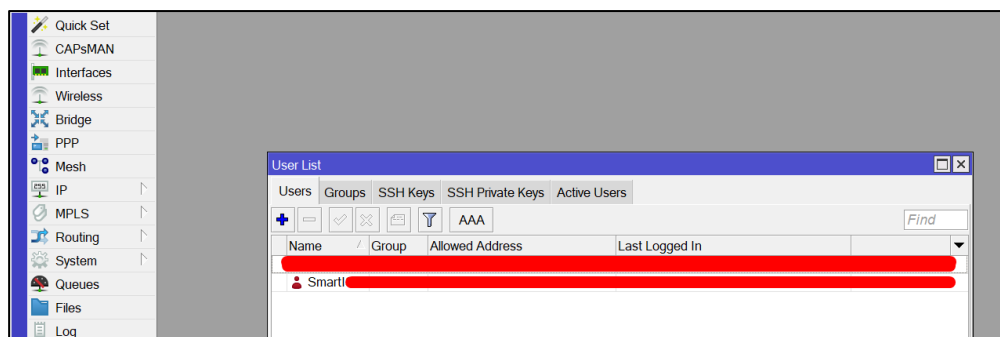 Quick Set
CAPsMAN
Interfaces
Wireless
Bridge
PPP
Mesh
IP
MPLS
Routing
System
Queues
Files
Log
User List
Users Groups SSH Keys SSH Private Keys Active Users
AAA Find
Name Group Allowed Address Last Logged In